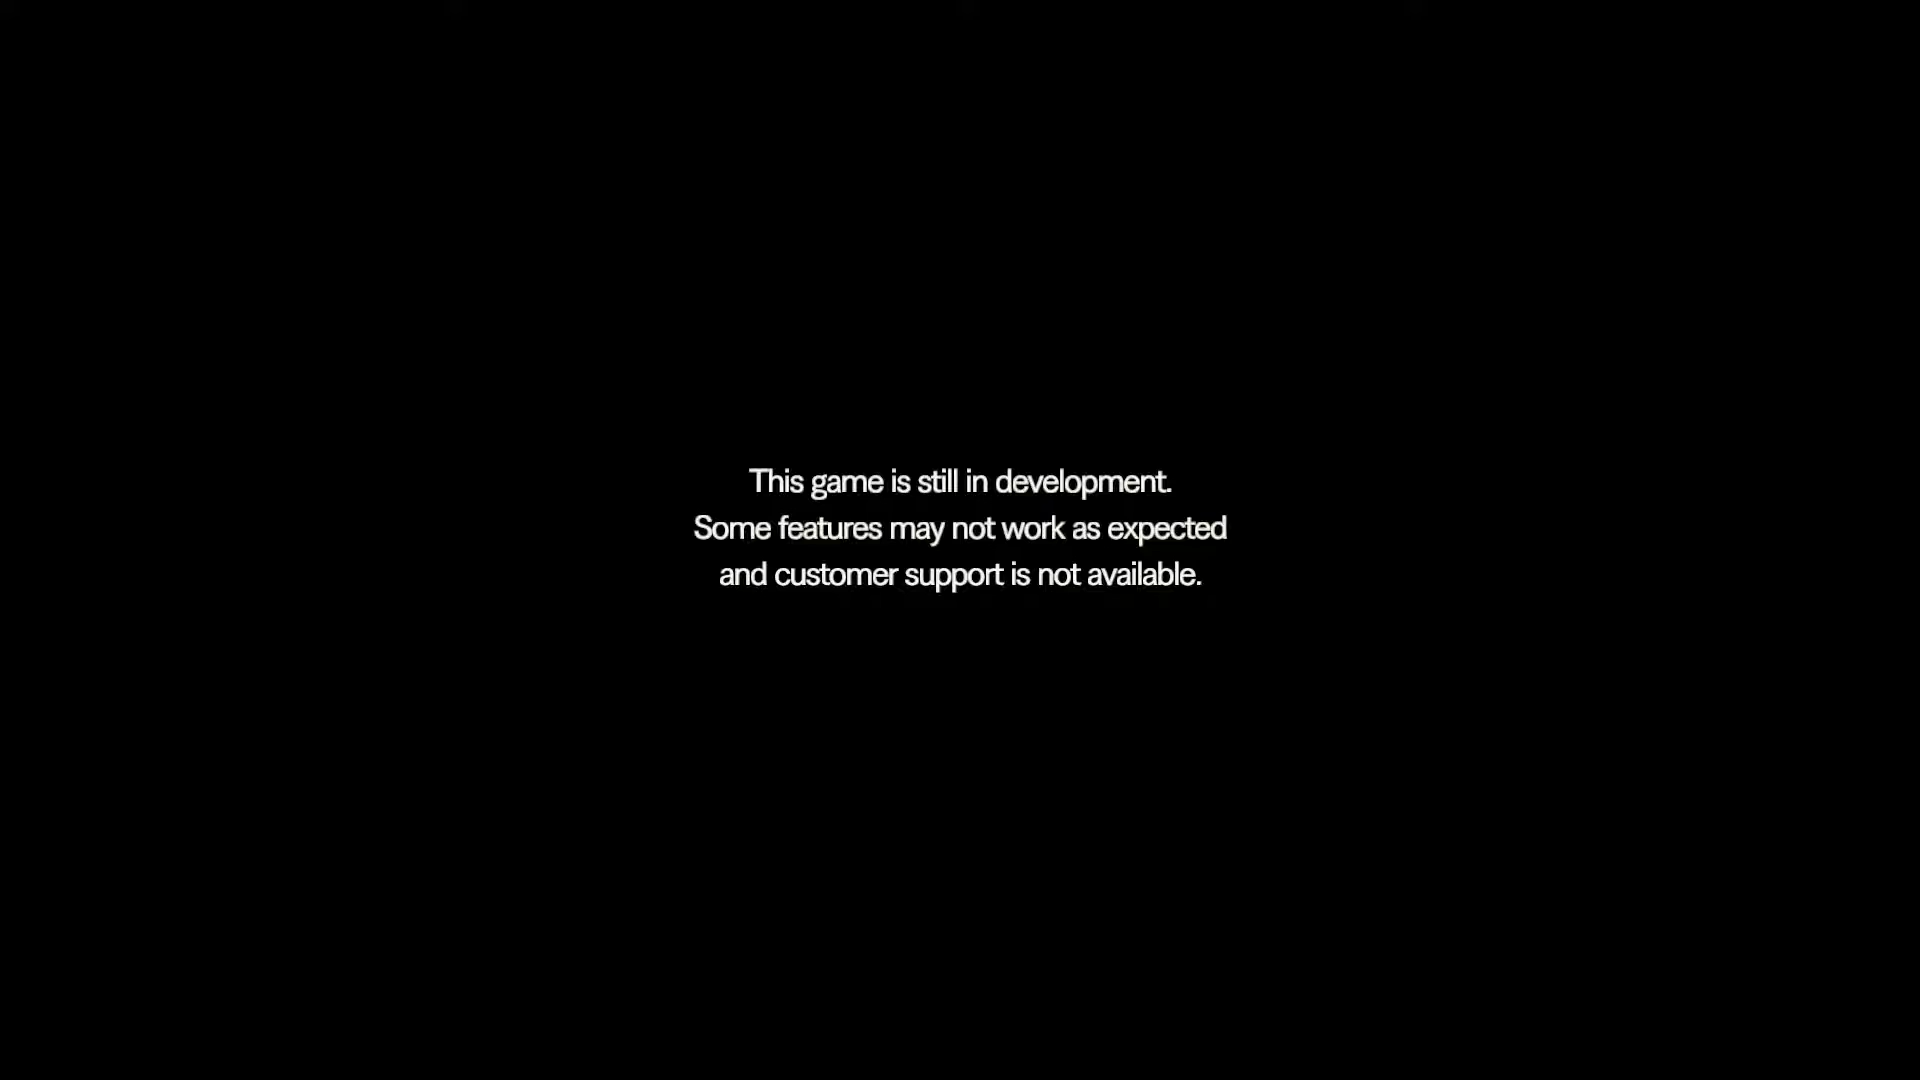 This game is still in development.
Some features may not work as expected
and customer support is not available.